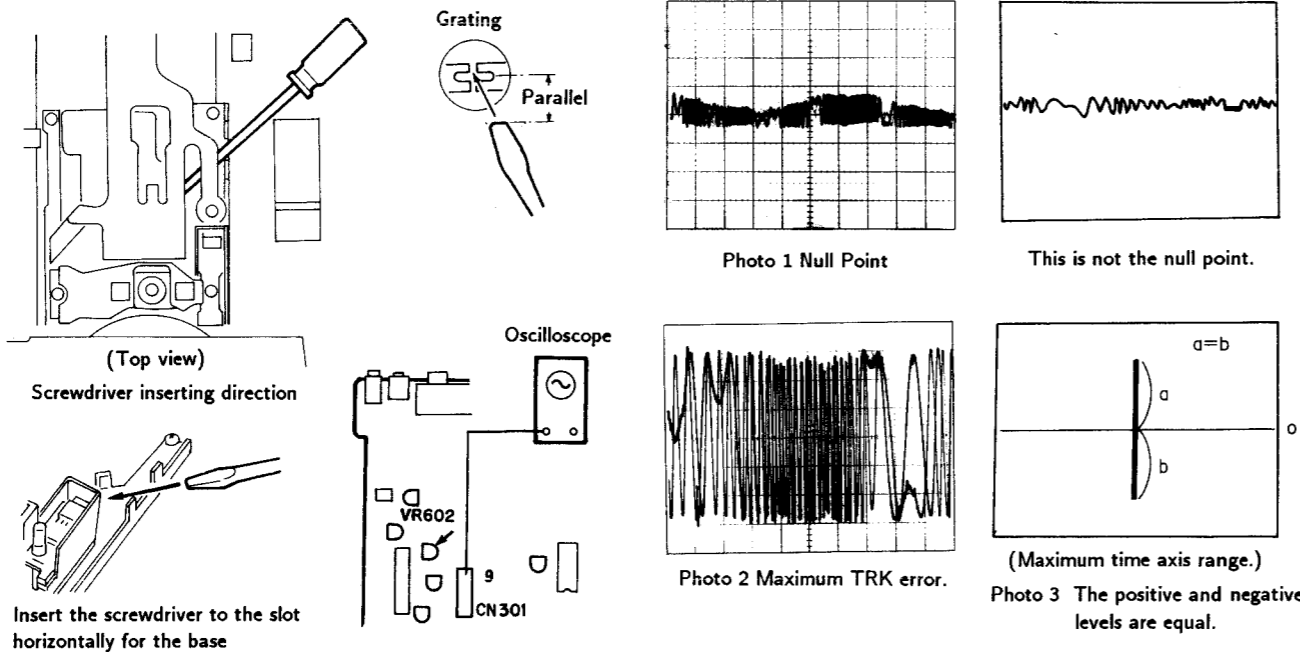 Grating
Parallel
(Top view)
Screwdriver inserting direction
Insert the screwdriver to the slot
horizontally for the base
Oscilloscope
VR602
9
CN301
Photo 1 Null Point
This is not the null point.
Photo 2 Maximum TRK error.
a=b
a
o
b
(Maximum time axis range.)
Photo 3 The positive and negative
levels are equal.